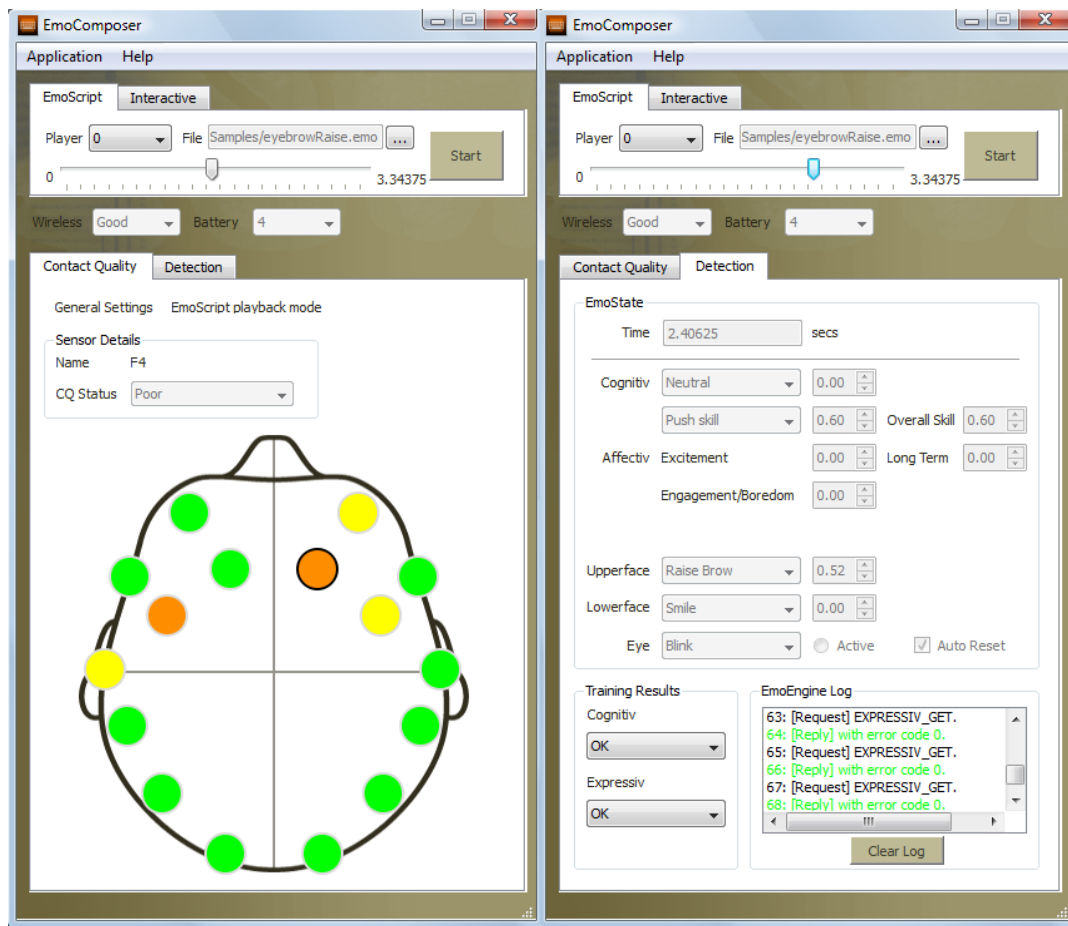 EmoComposer
Application Help
EmoScript Interactive
Player 0 File Samples/eyebrowRaise.emo ... Start
0 3.34375
Wireless Good Battery 4
Contact Quality Detection
General Settings EmoScript playback mode
Sensor Details
Name F4
CQ Status Poor
EmoComposer
Application Help
EmoScript Interactive
Player 0 File Samples/eyebrowRaise.emo ... Start
0 3.34375
Wireless Good Battery 4
Contact Quality Detection
EmoState
Time 2.40625 secs
Cognitiv Neutral 0.00
Push skill 0.60 Overall Skill 0.60
Affectiv Excitement 0.00 Long Term 0.00
Engagement/Boredom 0.00
Upperface Raise Brow 0.52
Lowerface Smile 0.00
Eye Blink Active Auto Reset
Training Results
Cognitiv
OK
Expressiv
OK
EmoEngine Log
63: [Request] EXPRESSIV_GET.
64: [Reply] with error code 0.
65: [Request] EXPRESSIV_GET.
66: [Reply] with error code 0.
67: [Request] EXPRESSIV_GET.
68: [Reply] with error code 0.
Clear Log